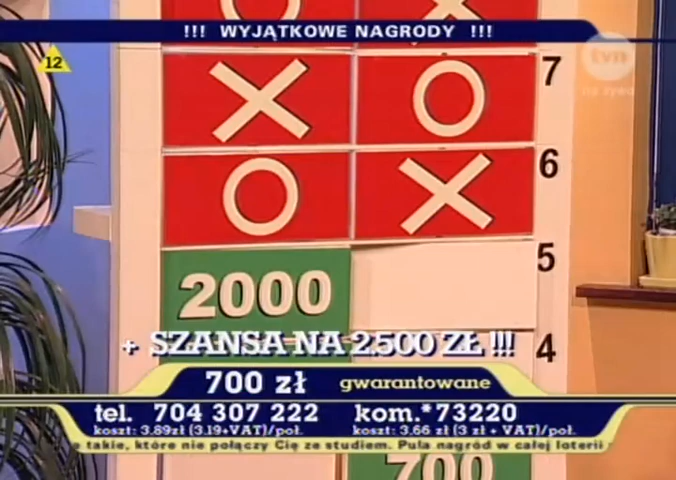 !!! WYJĄTKOWE NAGRODY !!!
tvn
na żywo
12
X O 7
O X 6
2000 5
+ SZANSA NA 2.500 ZŁ !!! 4
700 zł gwarantowane
tel. 704 307 222 kom.*73220
koszt: 3.89zł (3.19+VAT)/poł. koszt: 3.66 zł (3 zł + VAT)/poł.
takie, które nie połączy Cię ze studiem. Pula nagród w całej loterii
700